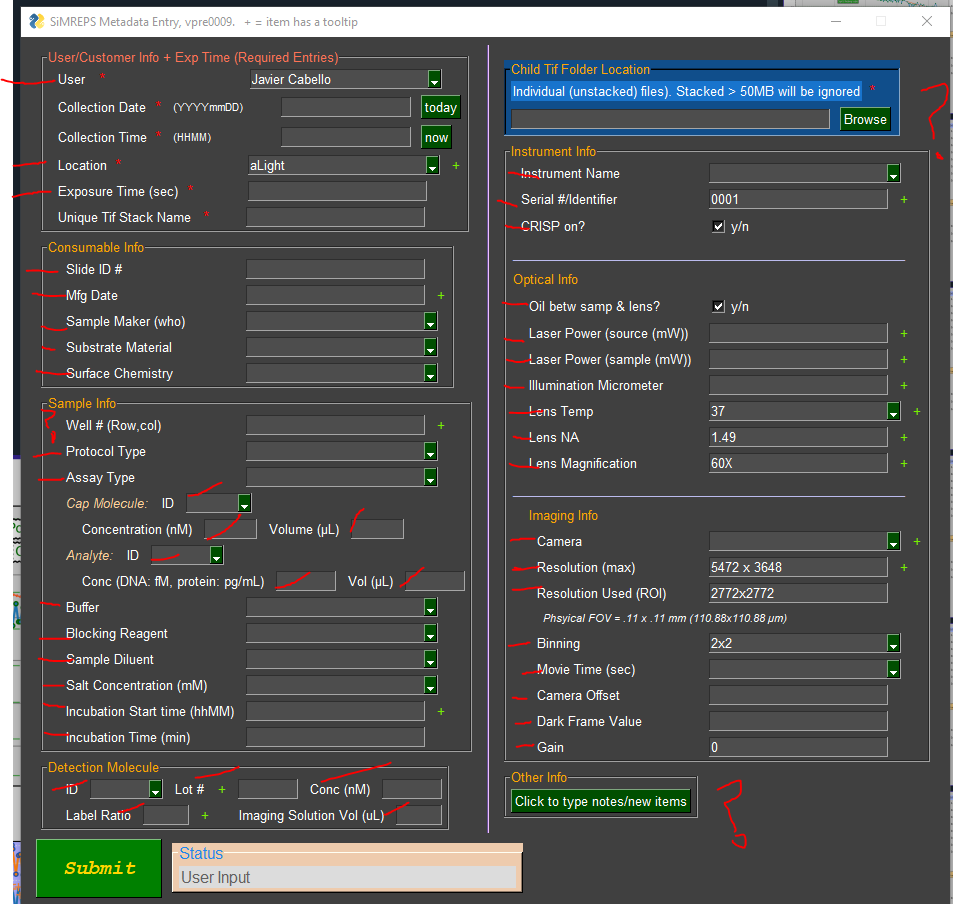 SiMREPS Metadata Entry, vpre0009.   + = item has a tooltip
User/Customer Info + Exp Time (Required Entries)
User * Javier Cabello
Collection Date * (YYYYmmDD) today
Collection Time * (HHMM) now
Location * aLight +
Exposure Time (sec) *
Unique Tif Stack Name *
Consumable Info
Slide ID #
Mfg Date +
Sample Maker (who)
Substrate Material
Surface Chemistry
Sample Info
Well # (Row,col) +
Protocol Type
Assay Type
Cap Molecule: ID
Concentration (nM) Volume (µL)
Analyte: ID
Conc (DNA: fM, protein: pg/mL) Vol (µL)
Buffer
Blocking Reagent
Sample Diluent
Salt Concentration (mM)
Incubation Start time (hhMM) +
Incubation Time (min)
Detection Molecule
ID Lot # + Conc (nM)
Label Ratio + Imaging Solution Vol (uL)
Submit
Status
User Input
Child Tif Folder Location
Individual (unstacked) files). Stacked > 50MB will be ignored *
Browse
?
Instrument Info
Instrument Name
Serial #/Identifier 0001 +
CRISP on? y/n
Optical Info
Oil betw samp & lens? y/n
Laser Power (source (mW)) +
Laser Power (sample (mW)) +
Illumination Micrometer +
Lens Temp 37 +
Lens NA 1.49 +
Lens Magnification 60X +
Imaging Info
Camera +
Resolution (max) 5472 x 3648 +
Resolution Used (ROI) 2772x2772
Phsyical FOV = .11 x .11 mm (110.88x110.88 µm)
Binning 2x2
Movie Time (sec)
Camera Offset
Dark Frame Value
Gain 0
Other Info
Click to type notes/new items
?